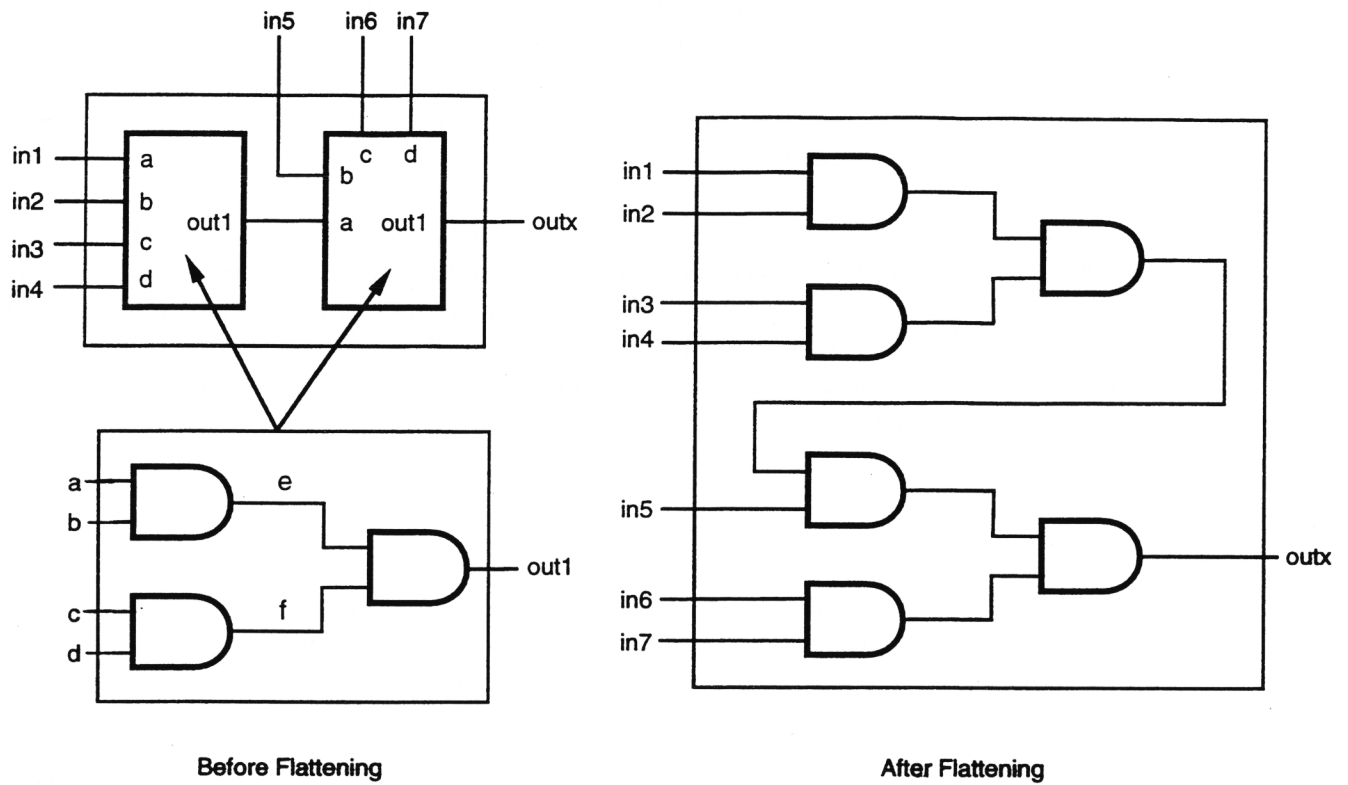 in5 in6 in7
in1 a
in2 b
in3 c
in4 d
out1
c d
b
a out1
outx
a
b
c
d
e
f
out1
Before Flattening
in1
in2
in3
in4
in5
in6
in7
outx
After Flattening